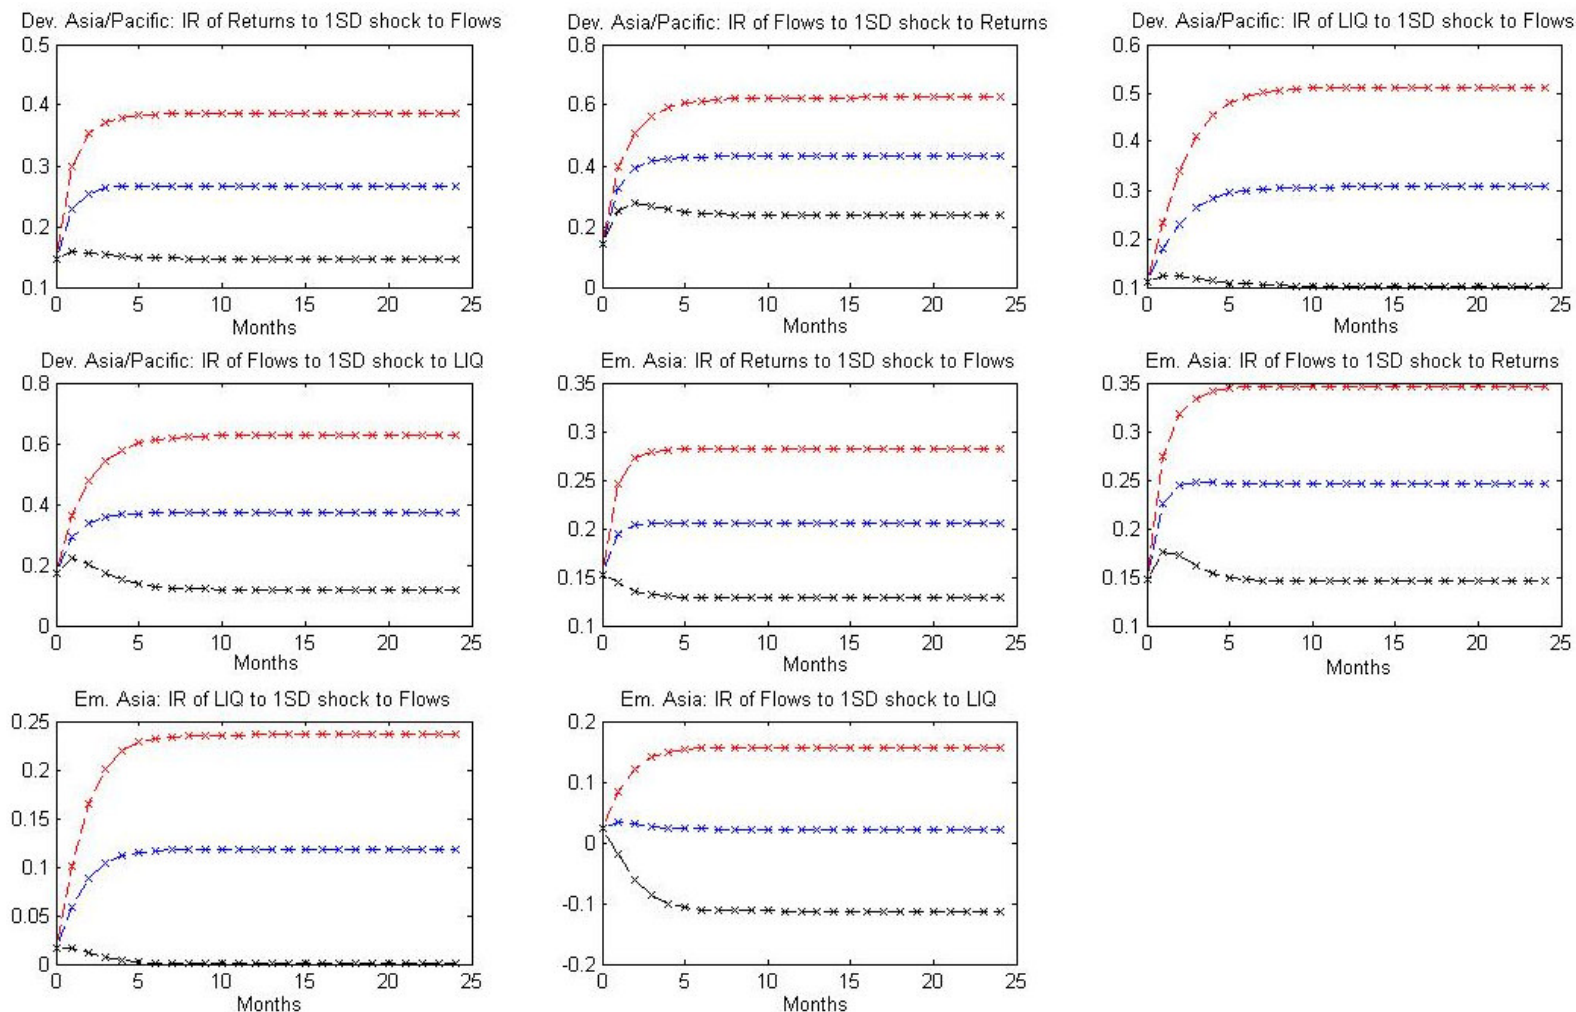 Dev. Asia/Pacific: IR of Returns to 1SD shock to Flows
0.5
0.4
0.3
0.2
0.1
0 5 10 15 20 25
Months
Dev. Asia/Pacific: IR of Flows to 1SD shock to Returns
0.8
0.6
0.4
0.2
0
0 5 10 15 20 25
Months
Dev. Asia/Pacific: IR of LIQ to 1SD shock to Flows
0.6
0.5
0.4
0.3
0.2
0.1
0 5 10 15 20 25
Months
Dev. Asia/Pacific: IR of Flows to 1SD shock to LIQ
0.8
0.6
0.4
0.2
0
0 5 10 15 20 25
Months
Em. Asia: IR of Returns to 1SD shock to Flows
0.35
0.3
0.25
0.2
0.15
0.1
0 5 10 15 20 25
Months
Em. Asia: IR of Flows to 1SD shock to Returns
0.35
0.3
0.25
0.2
0.15
0.1
0 5 10 15 20 25
Months
Em. Asia: IR of LIQ to 1SD shock to Flows
0.25
0.2
0.15
0.1
0.05
0
0 5 10 15 20 25
Months
Em. Asia: IR of Flows to 1SD shock to LIQ
0.2
0.1
0
-0.1
-0.2
0 5 10 15 20 25
Months